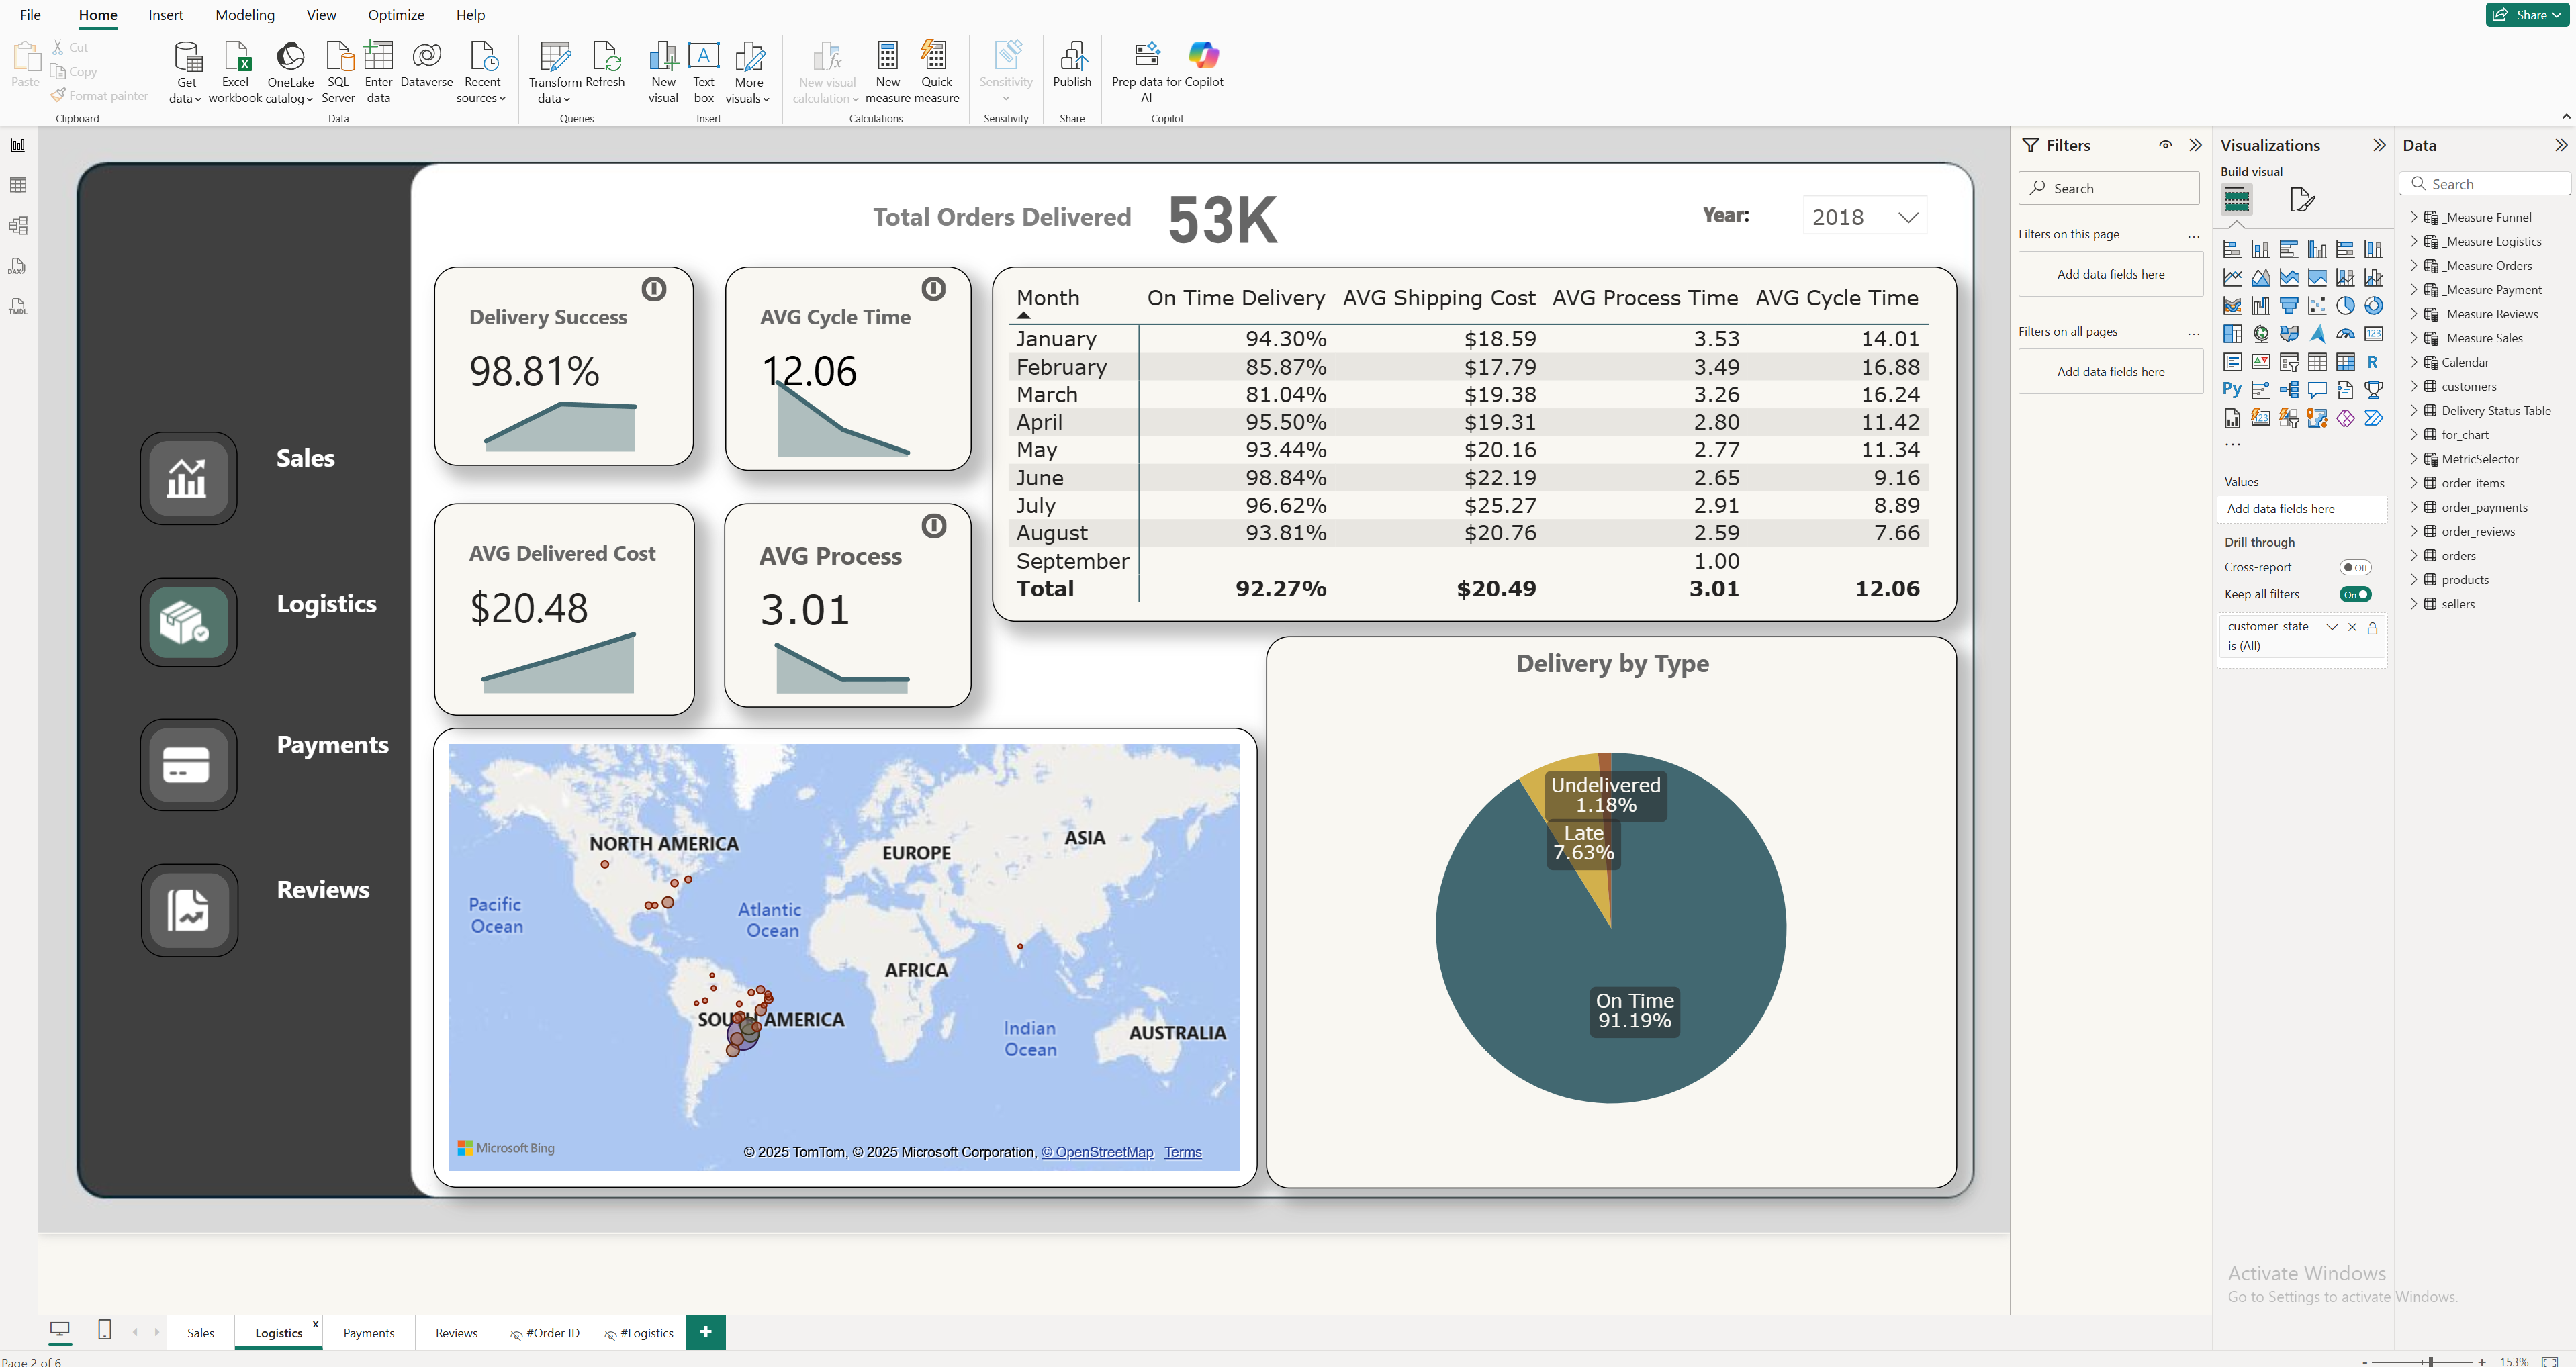 File Home Insert Modeling View Optimize Help
Share
Paste
Cut
Copy
Format painter
Clipboard
Get data
Excel workbook
OneLake catalog
SQL Server
Enter data
Dataverse
Recent sources
Data
Transform data
Refresh
Queries
New visual
Text box
More visuals
Insert
New visual calculation
New measure
Quick measure
Calculations
Sensitivity
Sensitivity
Publish
Share
Prep data for AI
Copilot
Copilot
DAX
TMDL
Sales
Logistics
Payments
Reviews
Total Orders Delivered 53K
Year: 2018
Delivery Success
98.81%
AVG Cycle Time
12.06
AVG Delivered Cost
$20.48
AVG Process
3.01
Month On Time Delivery AVG Shipping Cost AVG Process Time AVG Cycle Time
January 94.30% $18.59 3.53 14.01
February 85.87% $17.79 3.49 16.88
March 81.04% $19.38 3.26 16.24
April 95.50% $19.31 2.80 11.42
May 93.44% $20.16 2.77 11.34
June 98.84% $22.19 2.65 9.16
July 96.62% $25.27 2.91 8.89
August 93.81% $20.76 2.59 7.66
September 1.00
Total 92.27% $20.49 3.01 12.06
NORTH AMERICA
EUROPE
ASIA
Pacific
Ocean
Atlantic
Ocean
AFRICA
SOUTH AMERICA
Indian
Ocean
AUSTRALIA
Microsoft Bing
© 2025 TomTom, © 2025 Microsoft Corporation, © OpenStreetMap Terms
Delivery by Type
Undelivered
1.18%
Late
7.63%
On Time
91.19%
Filters
Search
Filters on this page ...
Add data fields here
Filters on all pages ...
Add data fields here
Visualizations
Build visual
123
R
Py
123
...
Values
Add data fields here
Drill through
Cross-report Off
Keep all filters On
customer_state
is (All)
Data
Search
_Measure Funnel
_Measure Logistics
_Measure Orders
_Measure Payment
_Measure Reviews
_Measure Sales
Calendar
customers
Delivery Status Table
for_chart
MetricSelector
order_items
order_payments
order_reviews
orders
products
sellers
Activate Windows
Go to Settings to activate Windows.
Sales
Logistics x
Payments
Reviews
#Order ID
#Logistics
+
Page 2 of 6
- + 153%